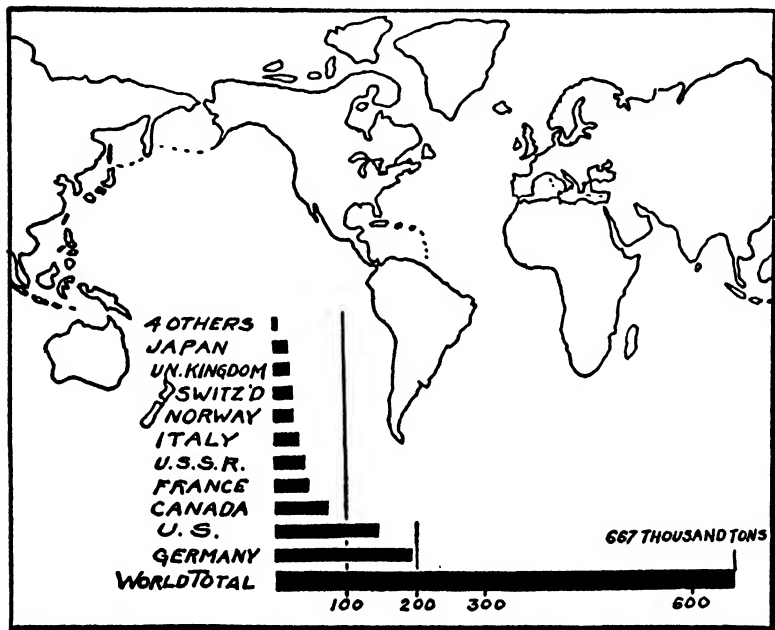 4 OTHERS
JAPAN
UN. KINGDOM
SWITZ'D
NORWAY
ITALY
U.S.S.R.
FRANCE
CANADA
U.S.
GERMANY
667 THOUSAND TONS
WORLD TOTAL
100 200 300 600